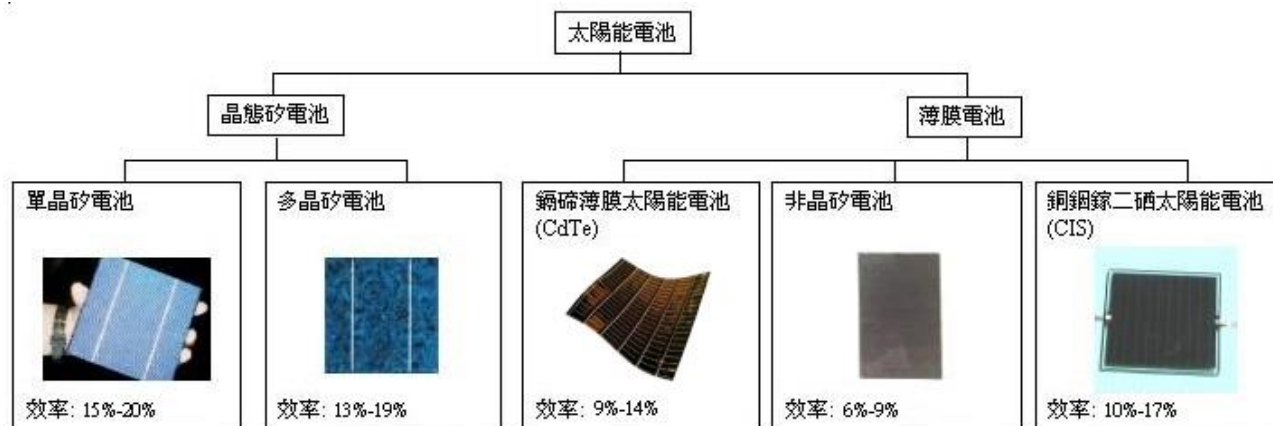 太陽能電池
晶態矽電池
薄膜電池
單晶矽電池
多晶矽電池
鎘碲薄膜太陽能電池
(CdTe)
非晶矽電池
銅銦鎵二硒太陽能電池
(CIS)
效率: 15%-20%
效率: 13%-19%
效率: 9%-14%
效率: 6%-9%
效率: 10%-17%